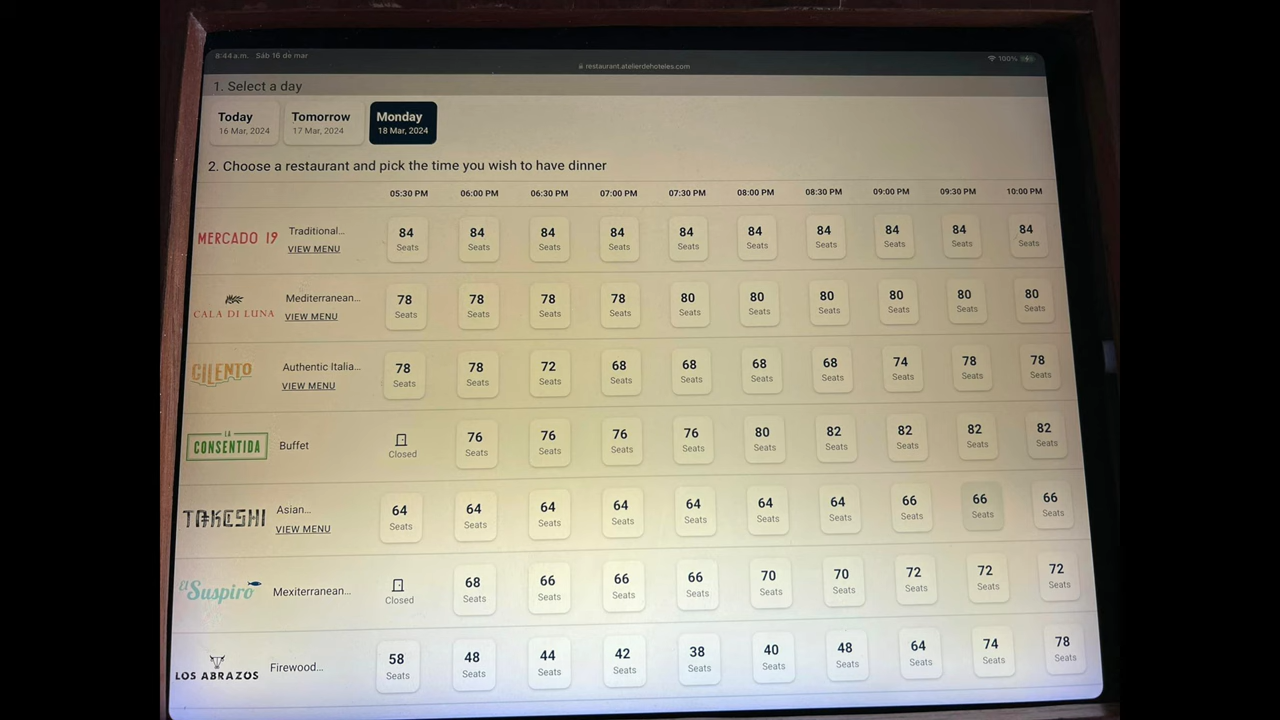 8:44 a.m. Sáb 16 de mar
restaurant.atelierdehoteles.com
100%
1. Select a day
Today Tomorrow Monday
16 Mar, 2024 17 Mar, 2024 18 Mar, 2024
2. Choose a restaurant and pick the time you wish to have dinner
05:30 PM 06:00 PM 06:30 PM 07:00 PM 07:30 PM 08:00 PM 08:30 PM 09:00 PM 09:30 PM 10:00 PM
MERCADO 19 Traditional... 84 84 84 84 84 84 84 84 84 84
VIEW MENU Seats Seats Seats Seats Seats Seats Seats Seats Seats Seats
CALA DI LUNA Mediterranean... 78 78 78 78 80 80 80 80 80 80
VIEW MENU Seats Seats Seats Seats Seats Seats Seats Seats Seats Seats
CILENTO Authentic Italia... 78 78 72 68 68 68 68 74 78 78
VIEW MENU Seats Seats Seats Seats Seats Seats Seats Seats Seats Seats
LA CONSENTIDA Buffet 76 76 76 76 80 82 82 82 82
Closed Seats Seats Seats Seats Seats Seats Seats Seats Seats
TAKESHI Asian... 64 64 64 64 64 64 64 66 66 66
VIEW MENU Seats Seats Seats Seats Seats Seats Seats Seats Seats Seats
El Suspiro Mexiterranean... 68 66 66 66 70 70 72 72 72
Closed Seats Seats Seats Seats Seats Seats Seats Seats Seats
LOS ABRAZOS Firewood... 58 48 44 42 38 40 48 64 74 78
Seats Seats Seats Seats Seats Seats Seats Seats Seats Seats